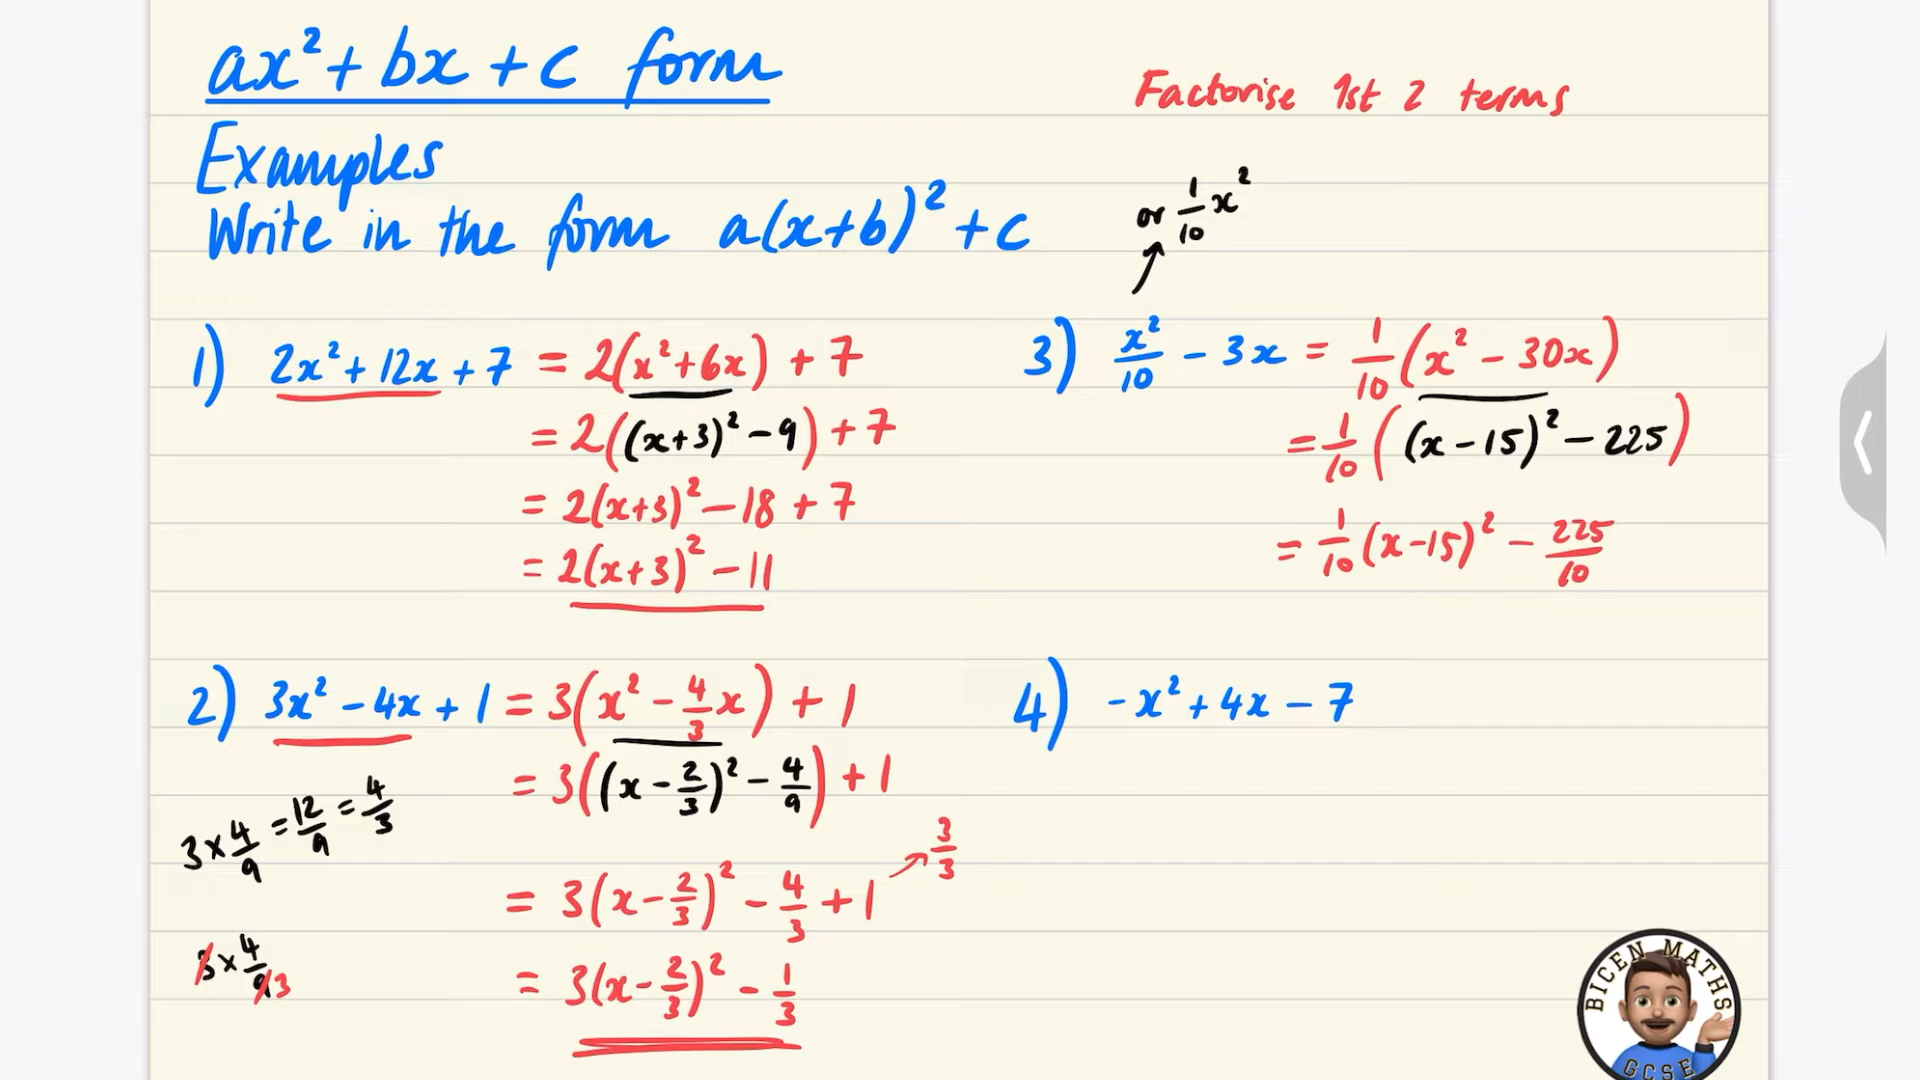 ax² + bx + c form
Factorise 1st 2 terms
Examples
Write in the form a(x+b)² + c
or 1/10 x²
1) 2x² + 12x + 7 = 2(x² + 6x) + 7
= 2((x+3)² - 9) + 7
= 2(x+3)² - 18 + 7
= 2(x+3)² - 11
3) x²/10 - 3x = 1/10 (x² - 30x)
= 1/10 ((x - 15)² - 225)
= 1/10 (x-15)² - 225/10
2) 3x² - 4x + 1 = 3(x² - 4/3 x) + 1
= 3((x - 2/3)² - 4/9) + 1
3 × 4/9 = 12/9 = 4/3
= 3(x - 2/3)² - 4/3 + 1
3/3
3 × 4/9 3
= 3(x - 2/3)² - 1/3
4) -x² + 4x - 7
BICEN MATHS
GCSE